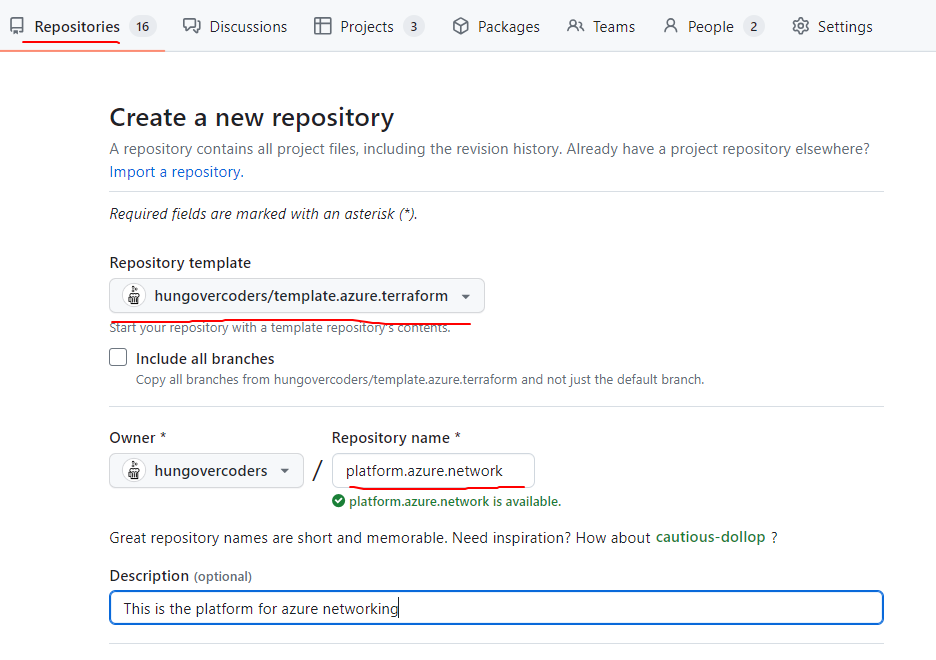 Repositories 16 Discussions Projects 3 Packages Teams People 2 Settings
Create a new repository
A repository contains all project files, including the revision history. Already have a project repository elsewhere?
Import a repository.
Required fields are marked with an asterisk (*).
Repository template
hungovercoders/template.azure.terraform
Start your repository with a template repository's contents.
Include all branches
Copy all branches from hungovercoders/template.azure.terraform and not just the default branch.
Owner * Repository name *
hungovercoders / platform.azure.network
platform.azure.network is available.
Great repository names are short and memorable. Need inspiration? How about cautious-dollop ?
Description (optional)
This is the platform for azure networking